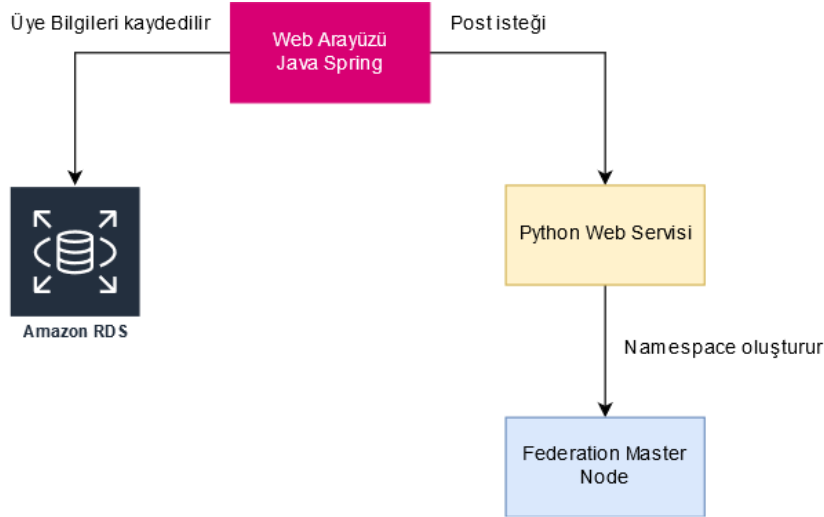 Üye Bilgileri kaydedilir
Web Arayüzü
Java Spring
Post isteği
Python Web Servisi
Amazon RDS
Namespace oluşturur
Federation Master
Node